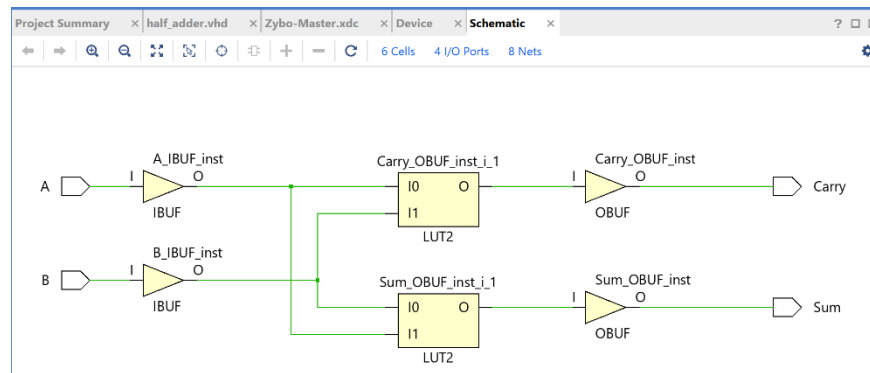 Project Summary × half_adder.vhd × Zybo-Master.xdc × Device × Schematic × ?
6 Cells 4 I/O Ports 8 Nets
A_IBUF_inst Carry_OBUF_inst_i_1 Carry_OBUF_inst
A I O I0 O I O Carry
IBUF I1 OBUF
LUT2
B_IBUF_inst Sum_OBUF_inst_i_1 Sum_OBUF_inst
B I O I0 O I O Sum
IBUF I1 OBUF
LUT2